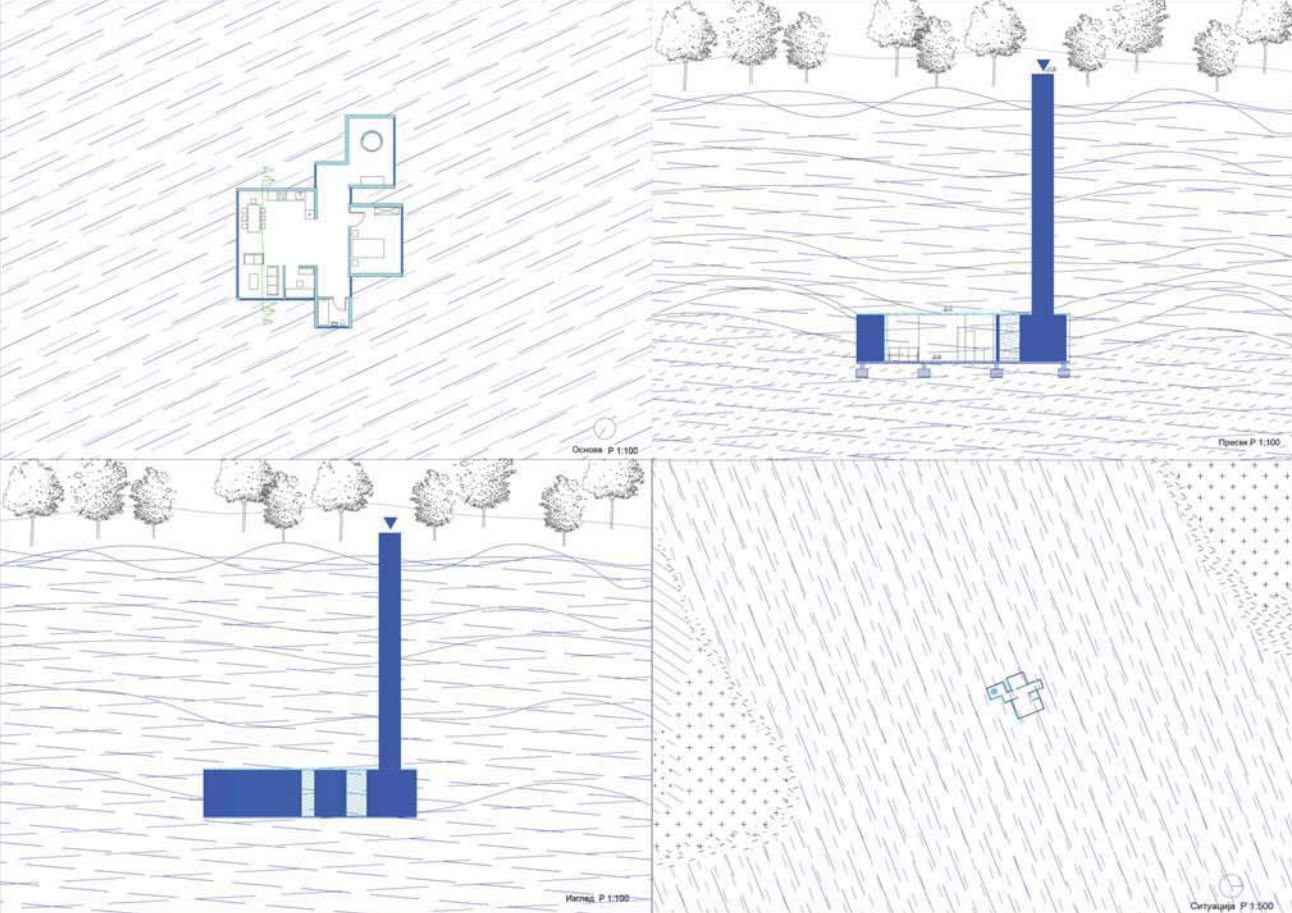 Основа Р 1:100
Пресек Р 1:100
Изглед Р 1:100
Ситуација Р 1:500